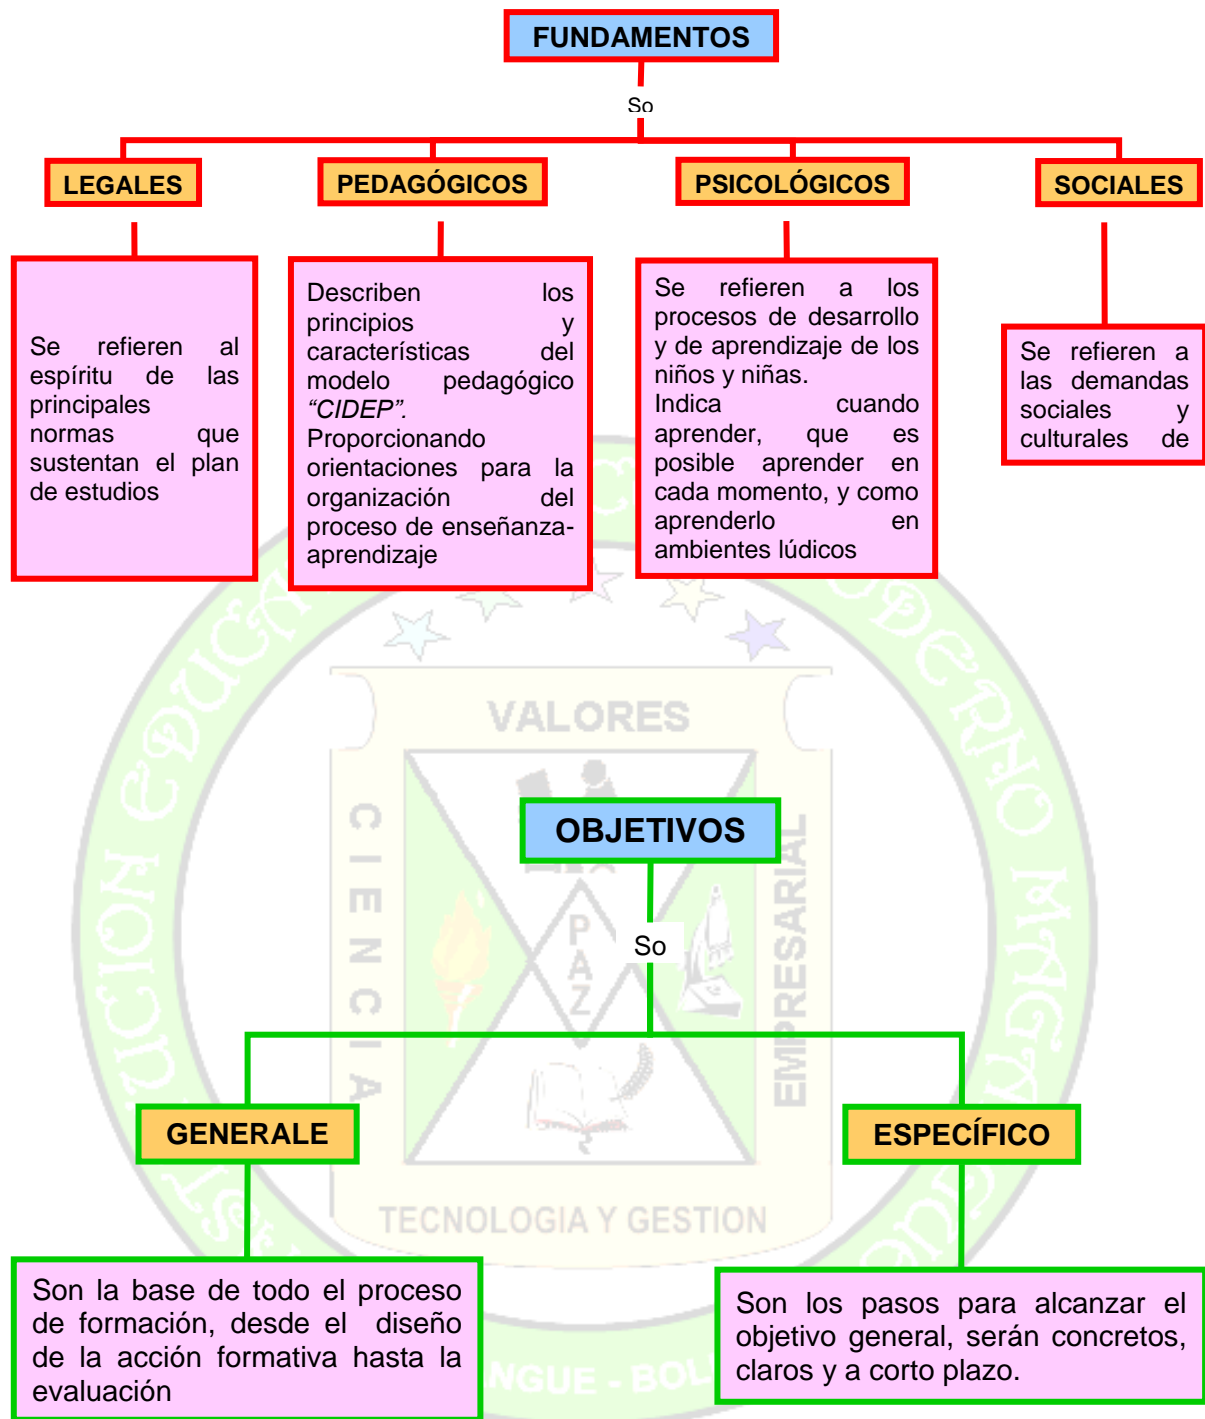 FUNDAMENTOS
So
LEGALES
PEDAGÓGICOS
PSICOLÓGICOS
SOCIALES
Se refieren al
espíritu de las
principales
normas que
sustentan el plan
de estudios
Describen los
principios y
características del
modelo pedagógico
“CIDEP”.
Proporcionando
orientaciones para la
organización del
proceso de enseñanza-
aprendizaje
Se refieren a los
procesos de desarrollo
y de aprendizaje de los
niños y niñas.
Indica cuando
aprender, que es
posible aprender en
cada momento, y como
aprenderlo en
ambientes lúdicos
Se refieren a
las demandas
sociales y
culturales de
VALORES
CIENCIA
EMPRESARIAL
PAZ
TECNOLOGIA Y GESTION
OBJETIVOS
So
GENERALE
ESPECÍFICO
Son la base de todo el proceso
de formación, desde el diseño
de la acción formativa hasta la
evaluación
Son los pasos para alcanzar el
objetivo general, serán concretos,
claros y a corto plazo.